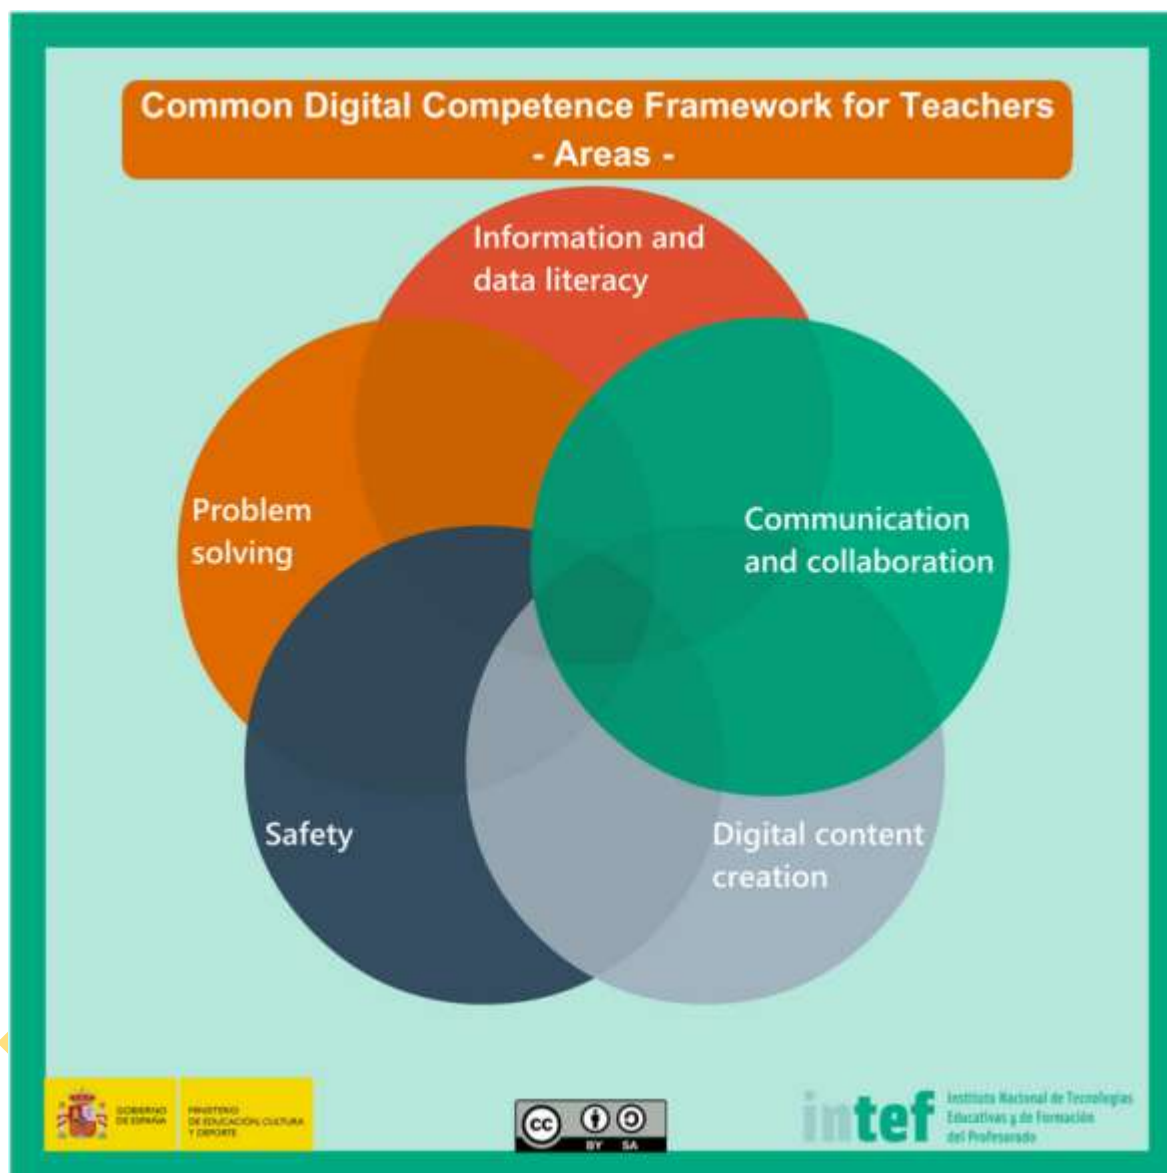 Common Digital Competence Framework for Teachers
- Areas -
Information and
data literacy
Problem
solving
Communication
and collaboration
Safety
Digital content
creation
GOBIERNO
DE ESPAÑA
MINISTERIO
DE EDUCACIÓN, CULTURA
Y DEPORTE
cc
BY SA
intef
Instituto Nacional de Tecnologías
Educativas y de Formación
del Profesorado